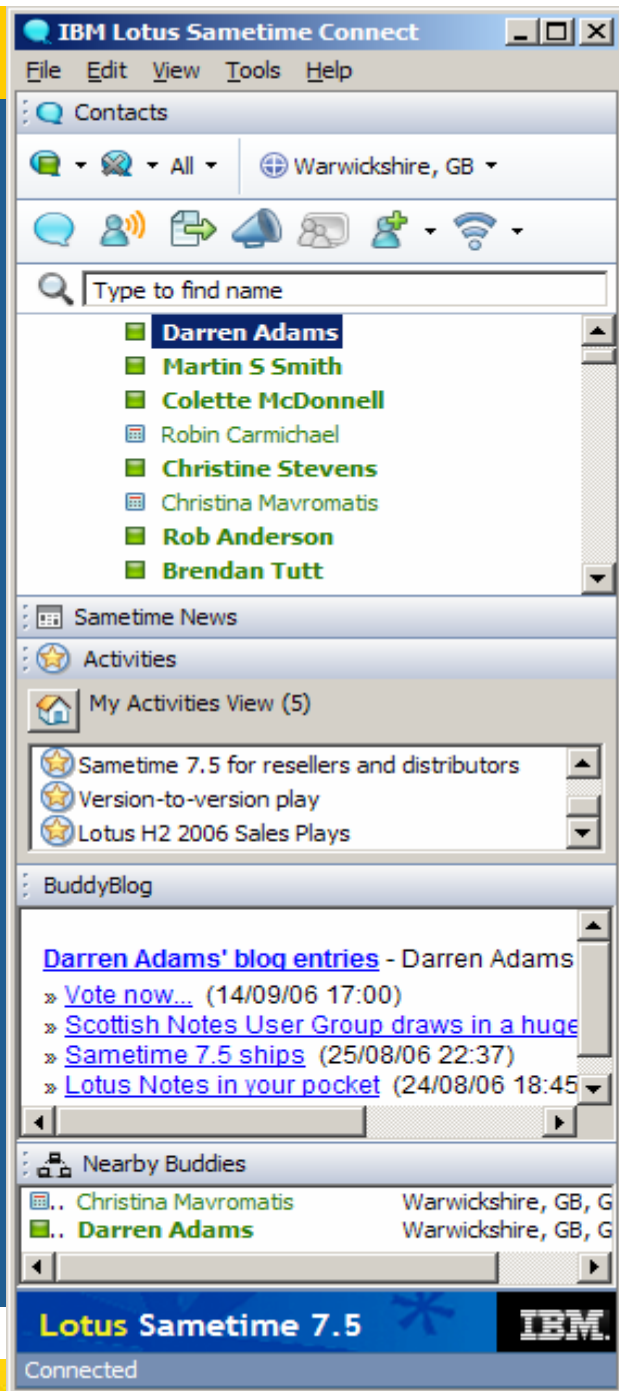 IBM Lotus Sametime Connect
File Edit View Tools Help
Contacts
All Warwickshire, GB
Type to find name
Darren Adams
Martin S Smith
Colette McDonnell
Robin Carmichael
Christine Stevens
Christina Mavromatis
Rob Anderson
Brendan Tutt
Sametime News
Activities
My Activities View (5)
Sametime 7.5 for resellers and distributors
Version-to-version play
Lotus H2 2006 Sales Plays
BuddyBlog
Darren Adams' blog entries - Darren Adams
» Vote now... (14/09/06 17:00)
» Scottish Notes User Group draws in a huge
» Sametime 7.5 ships (25/08/06 22:37)
» Lotus Notes in your pocket (24/08/06 18:45
Nearby Buddies
.. Christina Mavromatis Warwickshire, GB, G
.. Darren Adams Warwickshire, GB, G
Lotus Sametime 7.5 IBM.
Connected